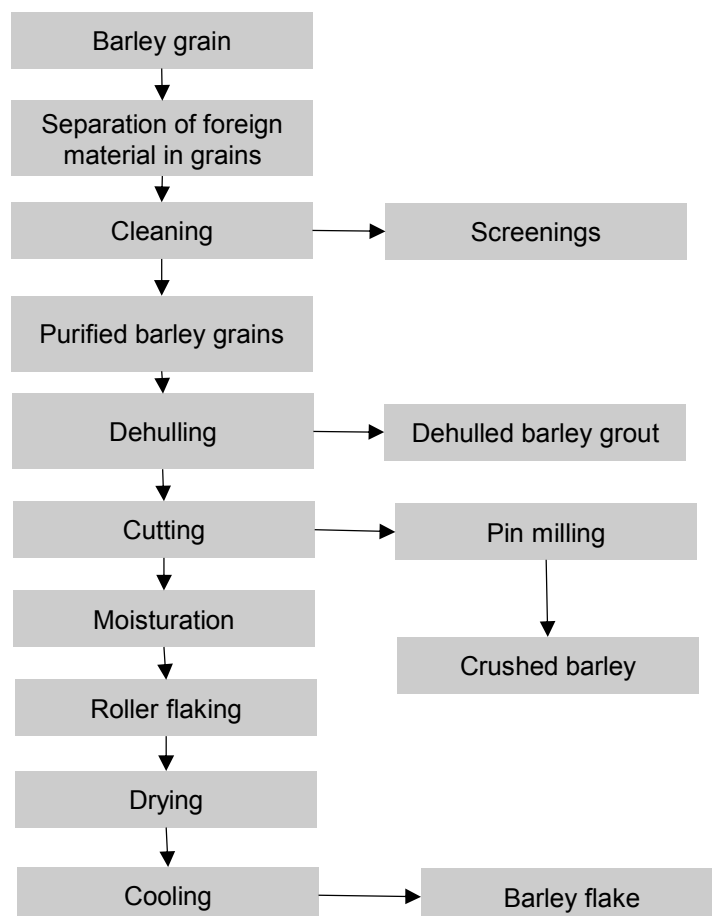 Barley grain
Separation of foreign
material in grains
Cleaning
Screenings
Purified barley grains
Dehulling
Dehulled barley grout
Cutting
Pin milling
Moisturation
Crushed barley
Roller flaking
Drying
Cooling
Barley flake